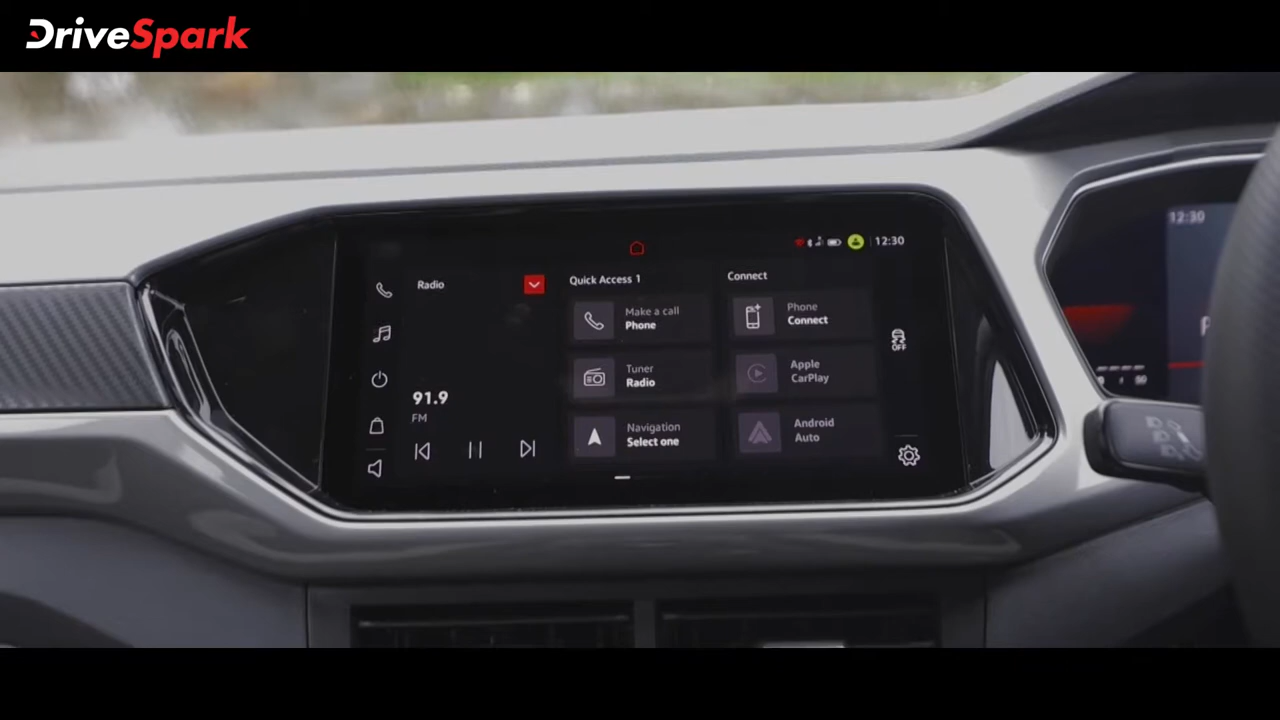 DriveSpark
12:30
12:30
Radio
Quick Access 1
Connect
Make a call
Phone
Phone
Connect
OFF
Tuner
Radio
Apple
CarPlay
91.9
FM
Navigation
Select one
Android
Auto